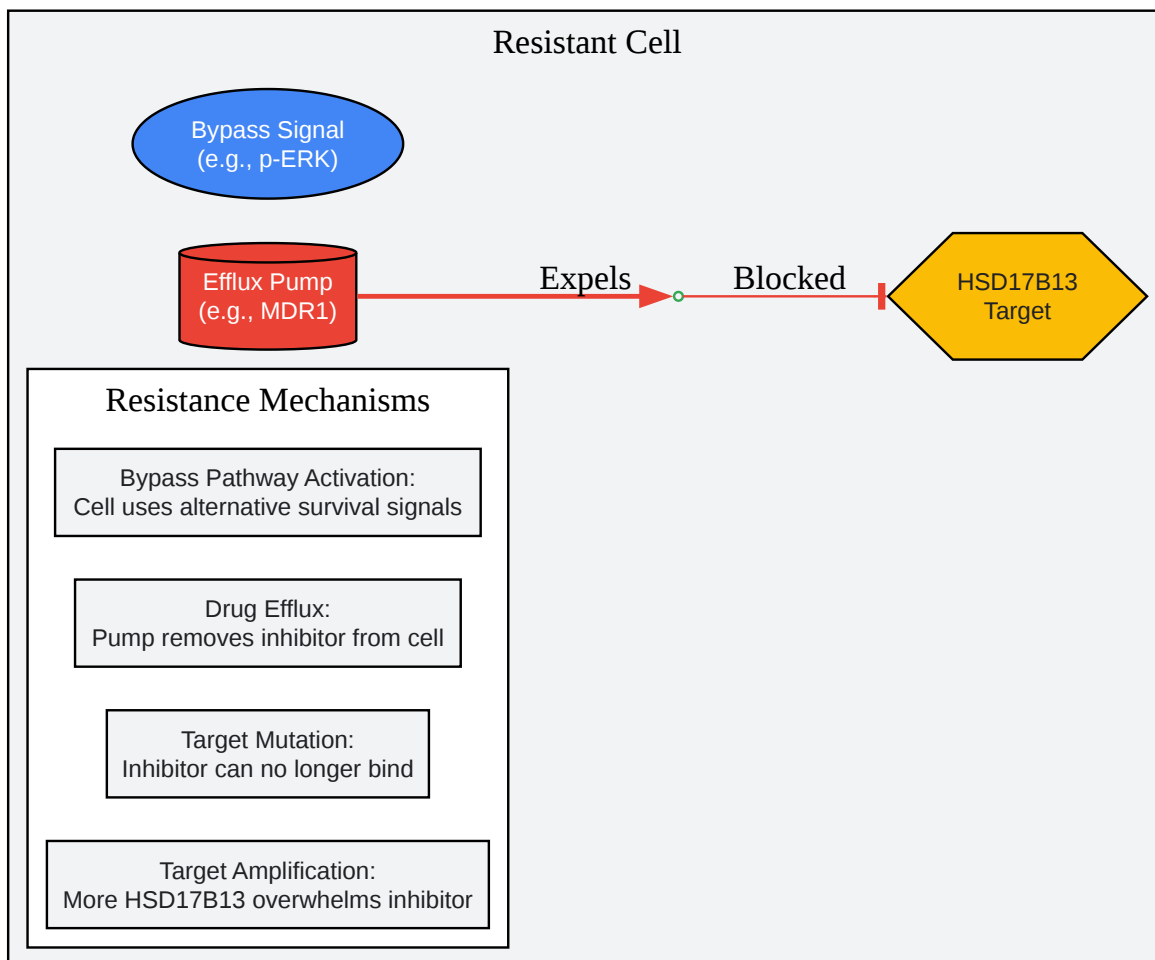 Resistant Cell
Bypass Signal
(e.g., p-ERK)
Efflux Pump
(e.g., MDR1)
Expels
Blocked
HSD17B13
Target
Resistance Mechanisms
Bypass Pathway Activation:
Cell uses alternative survival signals
Drug Efflux:
Pump removes inhibitor from cell
Target Mutation:
Inhibitor can no longer bind
Target Amplification:
More HSD17B13 overwhelms inhibitor